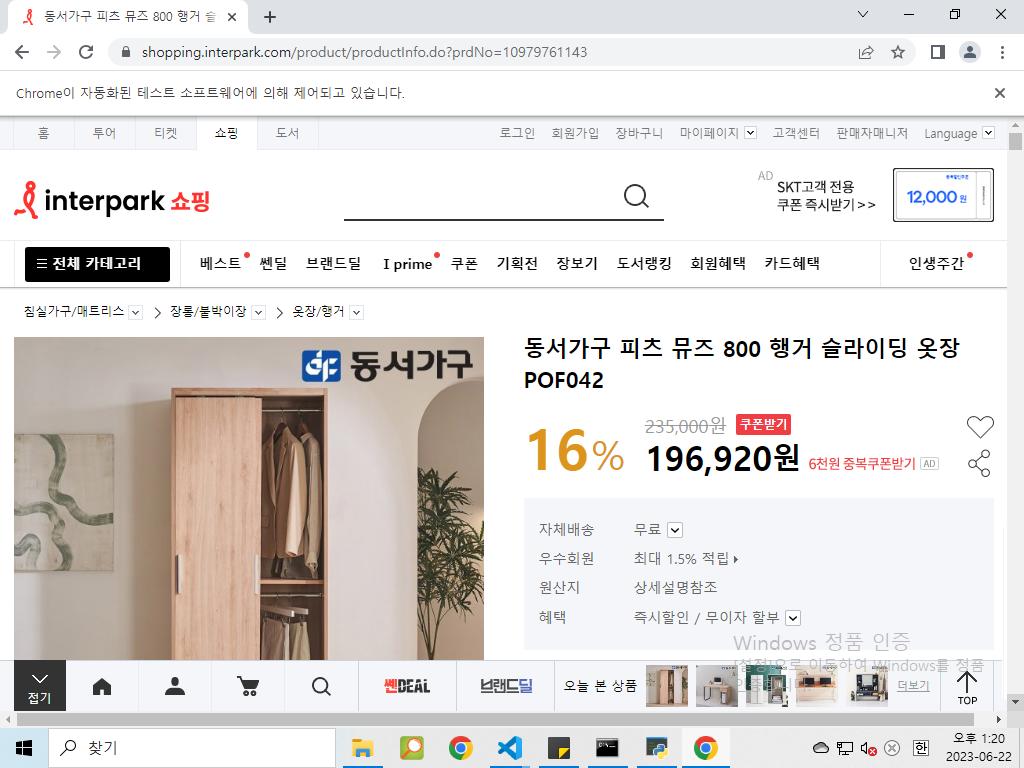 동서가구 피츠 뮤즈 800 행거 슬
shopping.interpark.com/product/productInfo.do?prdNo=10979761143
Chrome이 자동화된 테스트 소프트웨어에 의해 제어되고 있습니다.
홈 투어 티켓 쇼핑 도서 로그인 회원가입 장바구니 마이페이지 고객센터 판매자매니저 Language
interpark 쇼핑
AD SKT고객 전용
쿠폰 즉시받기 >>
12,000 원
전체 카테고리 베스트 쎈딜 브랜드딜 I prime 쿠폰 기획전 장보기 도서랭킹 회원혜택 카드혜택 인생주간
침실가구/매트리스 장롱/붙박이장 옷장/행거
동서가구
동서가구 피츠 뮤즈 800 행거 슬라이딩 옷장
POF042
16% 235,000원 쿠폰받기
196,920원 6천원 중복쿠폰받기 AD
자체배송 무료
우수회원 최대 1.5% 적립
원산지 상세설명참조
혜택 즉시할인 / 무이자 할부
Windows 정품 인증
[설정]으로 이동하여 Windows를 정품
접기
쎈DEAL
브랜드딜
오늘 본 상품
더보기
TOP
찾기
한
오후 1:20
2023-06-22